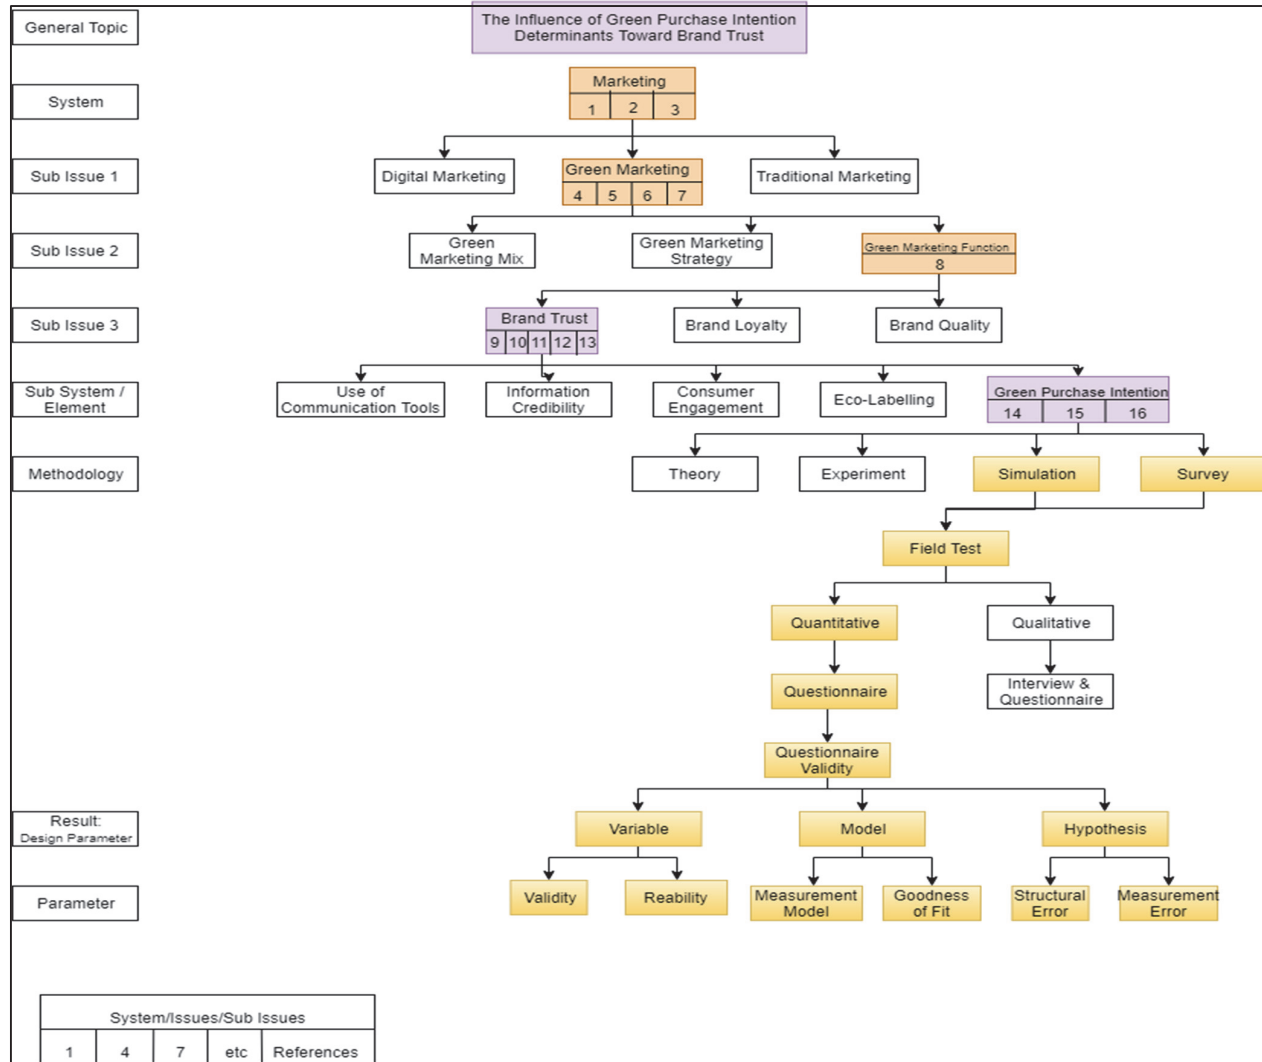 General Topic
The Influence of Green Purchase Intention
Determinants Toward Brand Trust
System
Marketing
1 2 3
Sub Issue 1
Digital Marketing
Green Marketing
4 5 6 7
Traditional Marketing
Sub Issue 2
Green
Marketing Mix
Green Marketing
Strategy
Green Marketing Function
8
Sub Issue 3
Brand Trust
9 10 11 12 13
Brand Loyalty
Brand Quality
Sub System /
Element
Use of
Communication Tools
Information
Credibility
Consumer
Engagement
Eco-Labelling
Green Purchase Intention
14 15 16
Methodology
Theory
Experiment
Simulation
Survey
Field Test
Quantitative
Qualitative
Questionnaire
Interview &
Questionnaire
Questionnaire
Validity
Result:
Design Parameter
Variable
Model
Hypothesis
Parameter
Validity
Reability
Measurement
Model
Goodness
of Fit
Structural
Error
Measurement
Error
System/Issues/Sub Issues
1 4 7 etc References